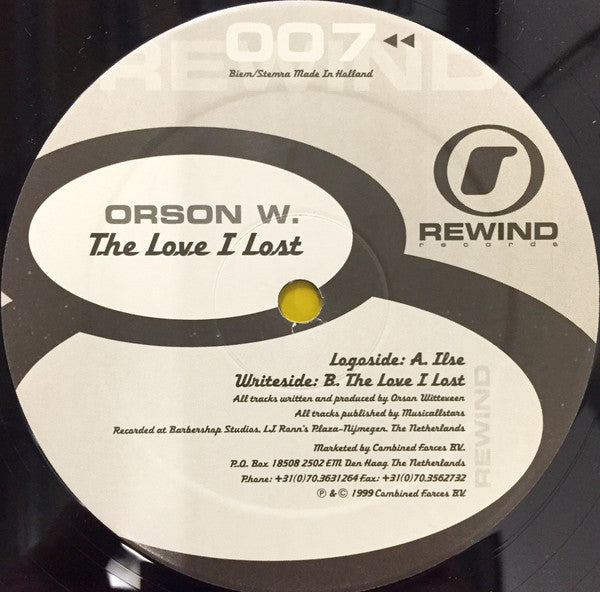 REWIND
007
Biem/Stemra Made In Holland
REWIND
records
ORSON W.
The Love I Lost
Logoside: A. Ilse
Writeside: B. The Love I Lost
All tracks written and produced by Orson Witteveen
All tracks published by Musicallstars
Recorded at Barbershop Studios, LJ Ronn's Plaza-Nijmegen, The Netherlands
Marketed by Combined Forces BV.
P.O. Box 18508 2502 EM Den Haag The Netherlands
Phone: +31(0)70.3631264 Fax: +31(0)70.3562732
℗ & © 1999 Combined Forces BV.
REWIND